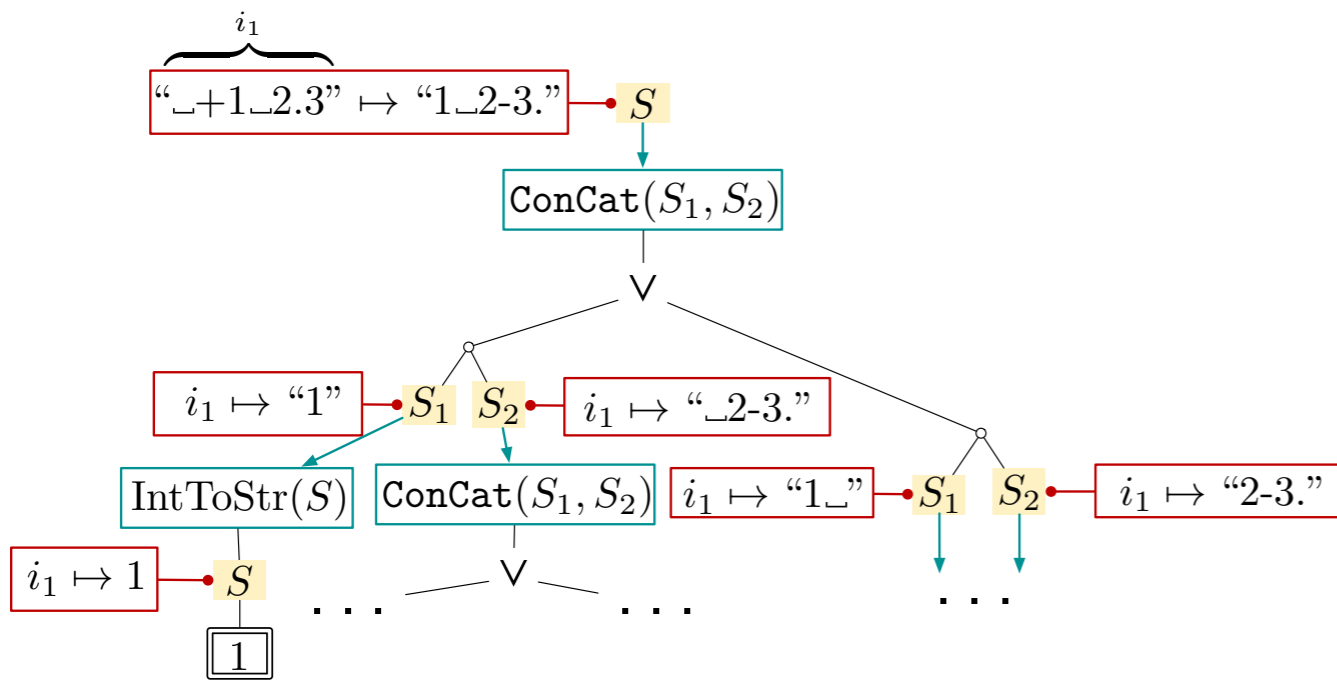 i₁
“␣+1␣2.3” ↦ “1␣2-3.” S
ConCat(S₁, S₂)
∨
i₁ ↦ “1” S₁ S₂ i₁ ↦ “␣2-3.”
IntToStr(S) ConCat(S₁, S₂) i₁ ↦ “1␣” S₁ S₂ i₁ ↦ “2-3.”
i₁ ↦ 1 S ∨
. . . . . . . . .
1